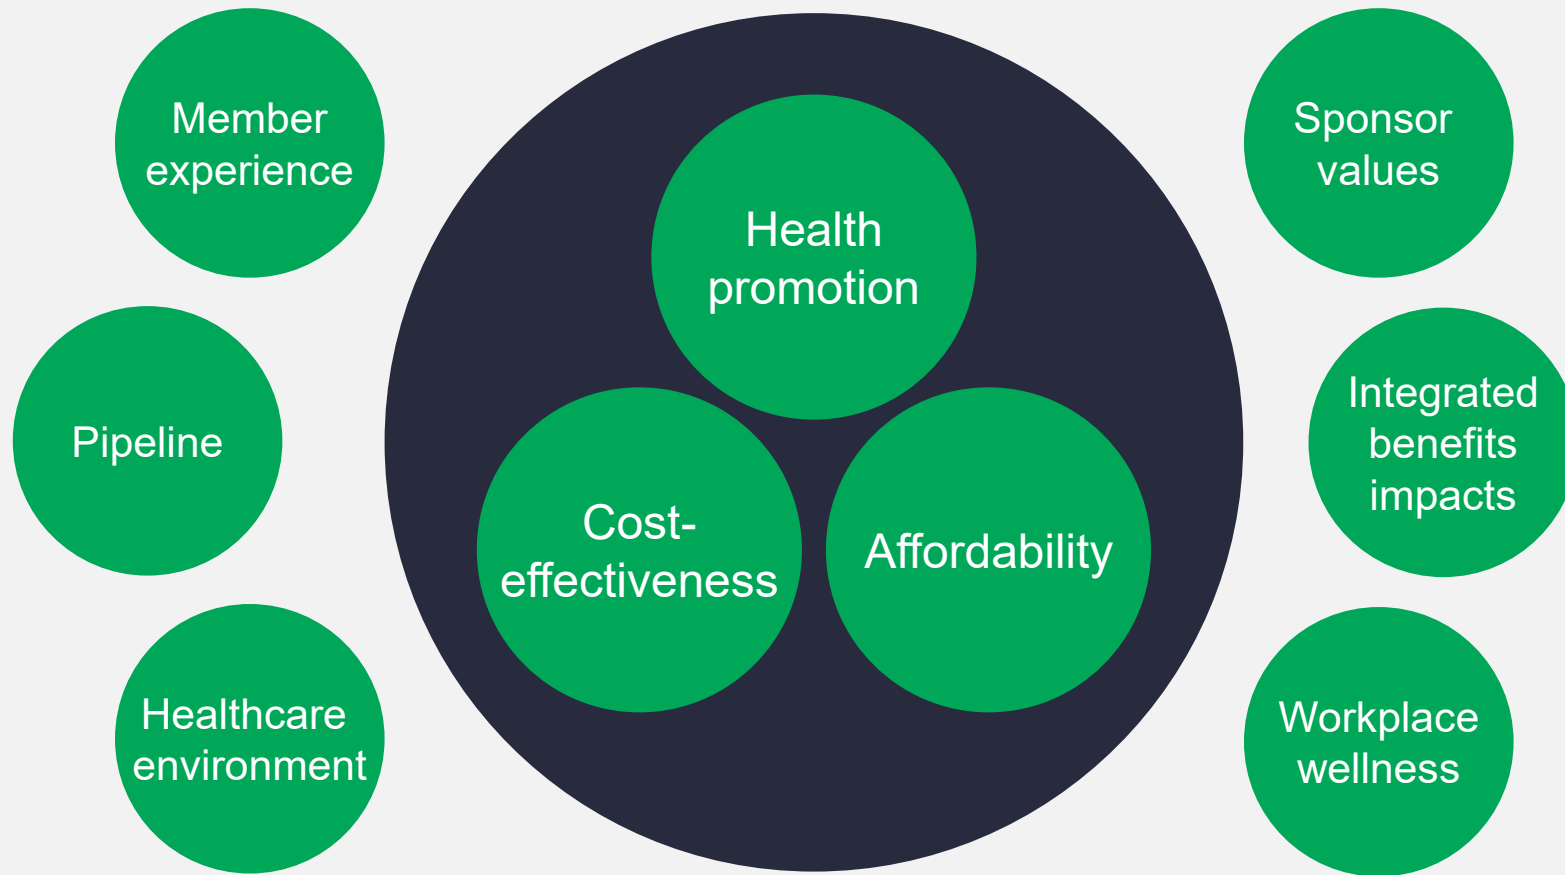 Member
experience
Pipeline
Healthcare
environment
Health
promotion
Cost-
effectiveness
Affordability
Sponsor
values
Integrated
benefits
impacts
Workplace
wellness